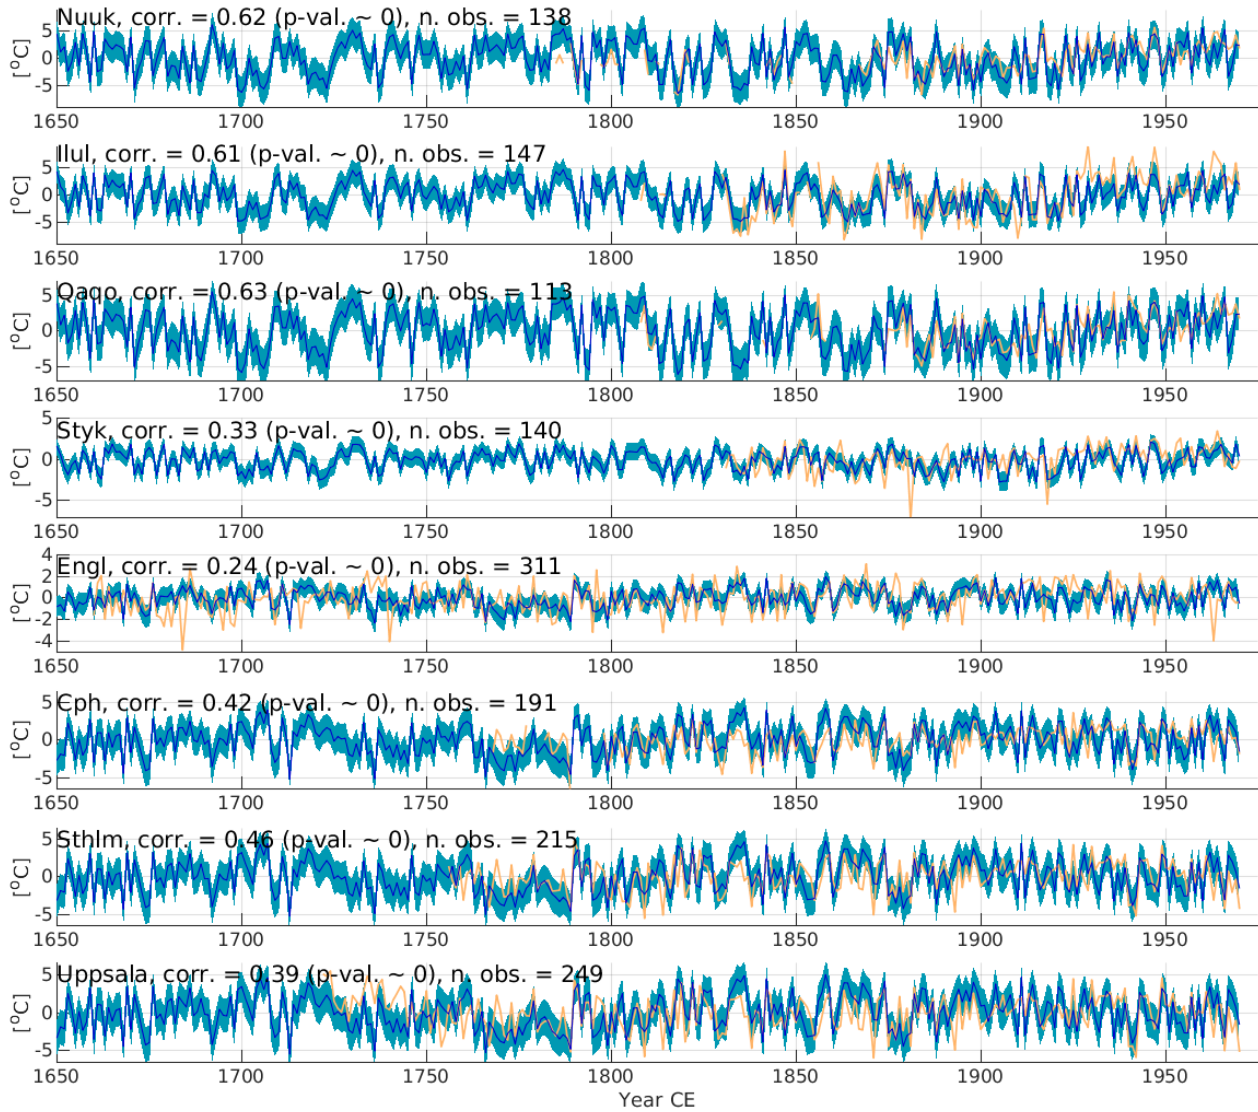 Nuuk, corr. = 0.62 (p-val. ~ 0), n. obs. = 138
[°C]
5
0
-5
1650 1700 1750 1800 1850 1900 1950
Ilul, corr. = 0.61 (p-val. ~ 0), n. obs. = 147
[°C]
5
0
-5
1650 1700 1750 1800 1850 1900 1950
Qaqo, corr. = 0.63 (p-val. ~ 0), n. obs. = 113
[°C]
5
0
-5
1650 1700 1750 1800 1850 1900 1950
5
Styk, corr. = 0.33 (p-val. ~ 0), n. obs. = 140
[°C]
0
-5
1650 1700 1750 1800 1850 1900 1950
4
Engl, corr. = 0.24 (p-val. ~ 0), n. obs. = 311
[°C]
2
0
-2
-4
1650 1700 1750 1800 1850 1900 1950
Cph, corr. = 0.42 (p-val. ~ 0), n. obs. = 191
[°C]
5
0
-5
1650 1700 1750 1800 1850 1900 1950
Sthlm, corr. = 0.46 (p-val. ~ 0), n. obs. = 215
[°C]
5
0
-5
1650 1700 1750 1800 1850 1900 1950
Uppsala, corr. = 0.39 (p-val. ~ 0), n. obs. = 249
[°C]
5
0
-5
1650 1700 1750 1800 1850 1900 1950
Year CE